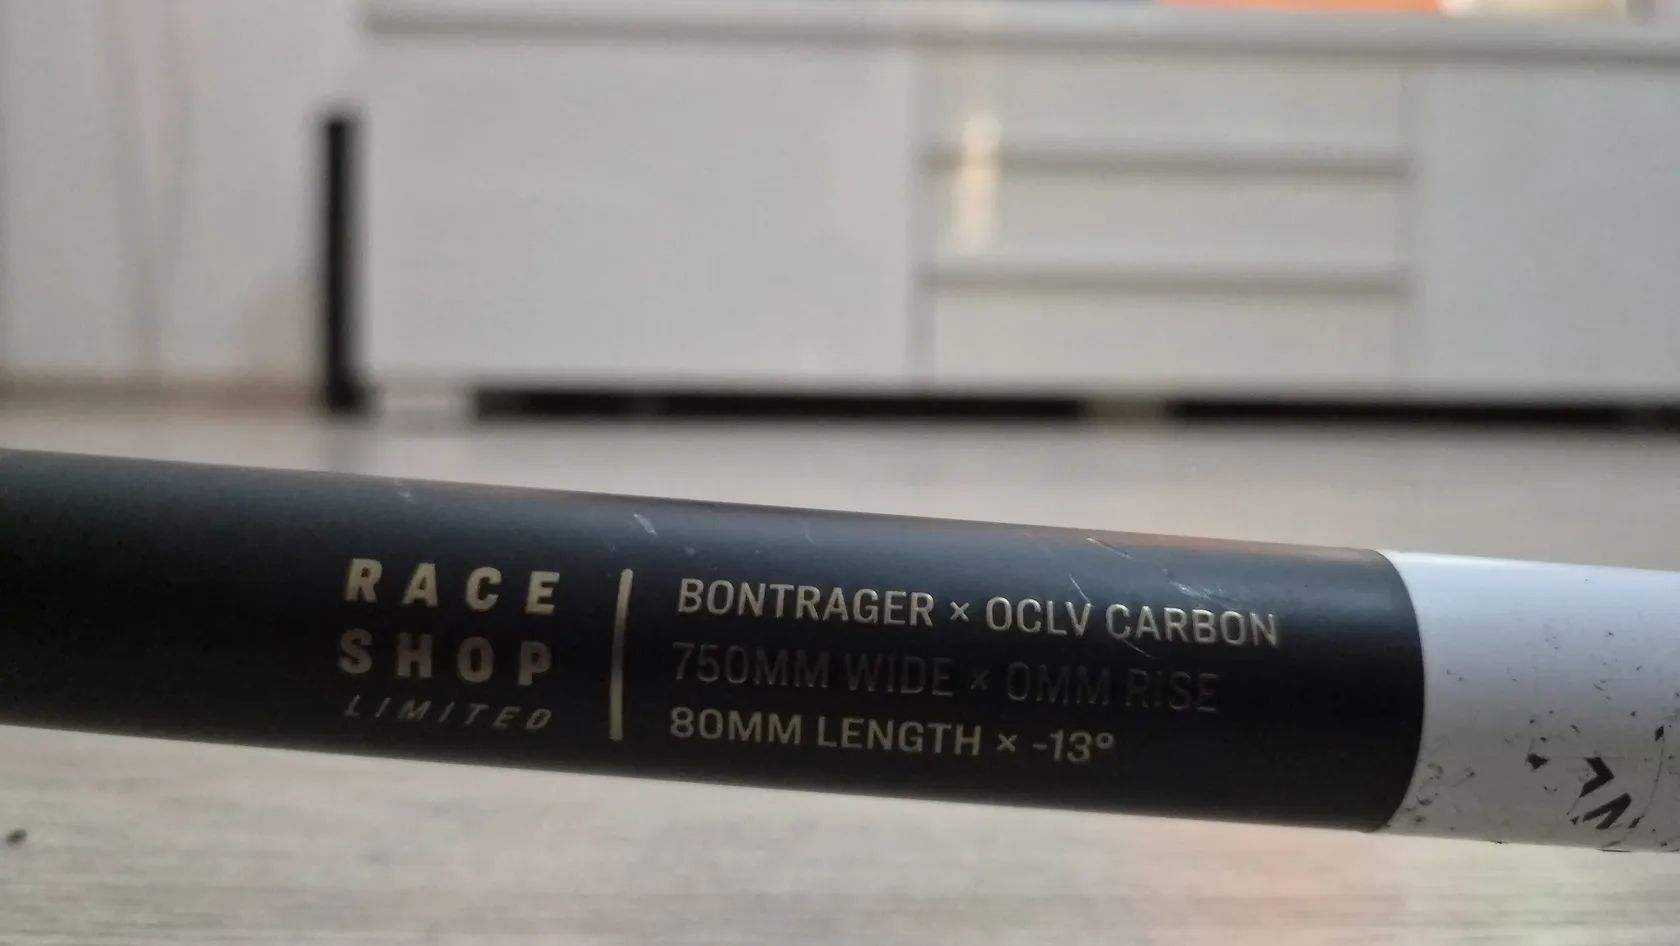 RACE
SHOP
LIMITED
BONTRAGER × OCLV CARBON
750MM WIDE × 0MM RISE
80MM LENGTH × -13°